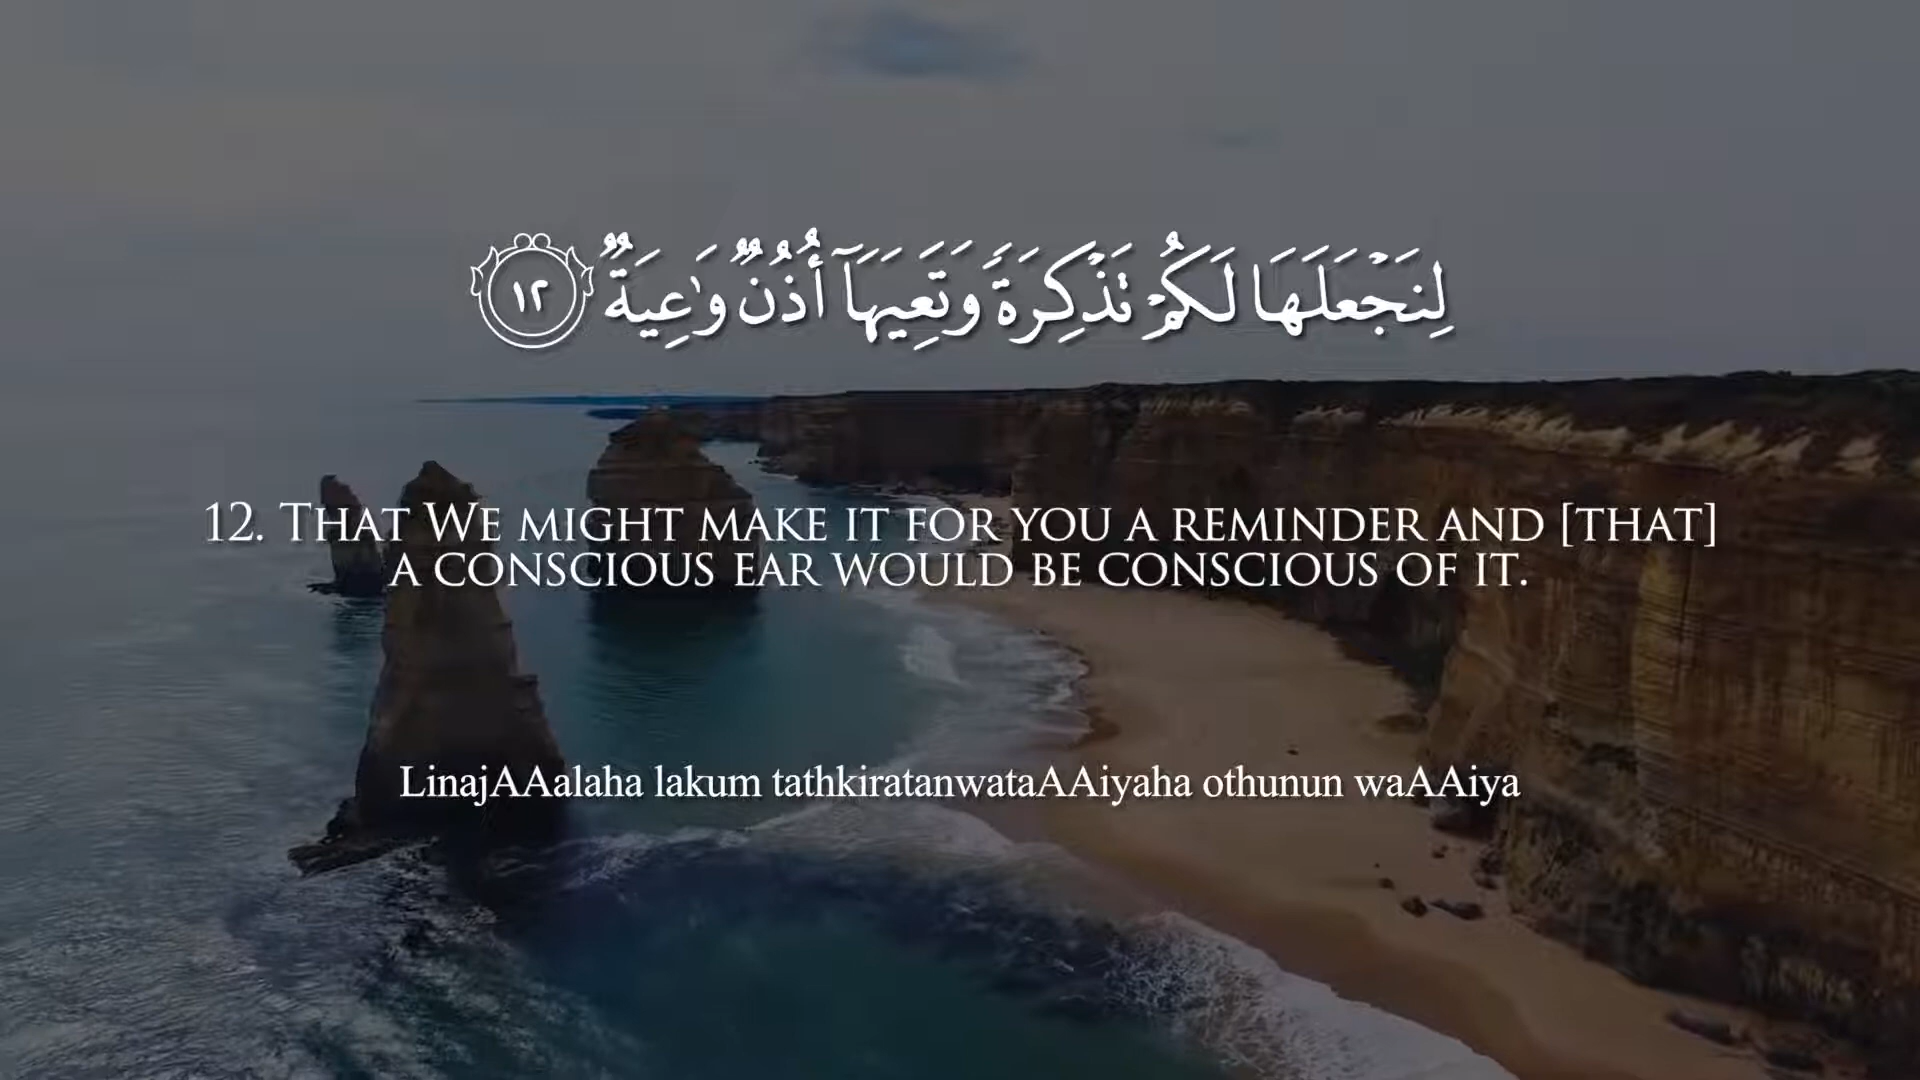 لِنَجْعَلَهَا لَكُمْ تَذْكِرَةً وَتَعِيَهَآ أُذُنٌ وَٰعِيَةٌ ١٢
12. THAT WE MIGHT MAKE IT FOR YOU A REMINDER AND [THAT]
A CONSCIOUS EAR WOULD BE CONSCIOUS OF IT.
LinajAAalaha lakum tathkiratanwataAAiyaha othunun waAAiya